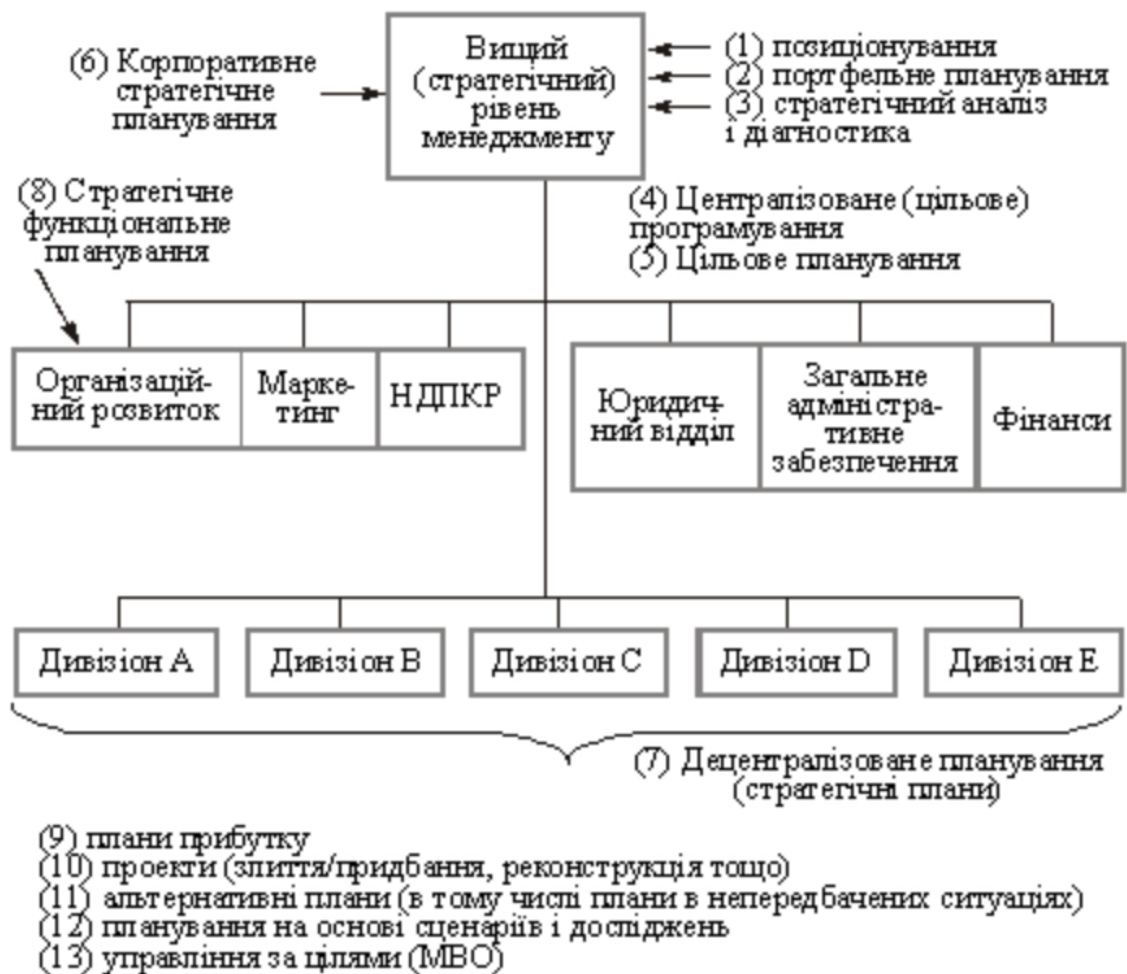 (6) Корпоративне
стратегічне
планування
Вищий
(стратегічний)
рівень
менеджменту
(1) позиціонування
(2) портфельне планування
(3) стратегічний аналіз
і діагностика
(8) Стратегічне
функціональне
планування
(4) Централізоване (цільове)
програмування
(5) Цільове планування
Організацій-
ний розвиток
Марке-
тинг
НДПКР
Юридич-
ний відділ
Загальне
адміністра-
тивне
забезпечення
Фінанси
Дивізіон A
Дивізіон B
Дивізіон C
Дивізіон D
Дивізіон E
(7) Децентралізоване планування
(стратегічні плани)
(9) плани прибутку
(10) проекти (злиття/придбання, реконструкція тощо)
(11) альтернативні плани (в тому числі плани в непередбачених ситуаціях)
(12) планування на основі сценаріїв і досліджень
(13) управління за цілями (МВО)